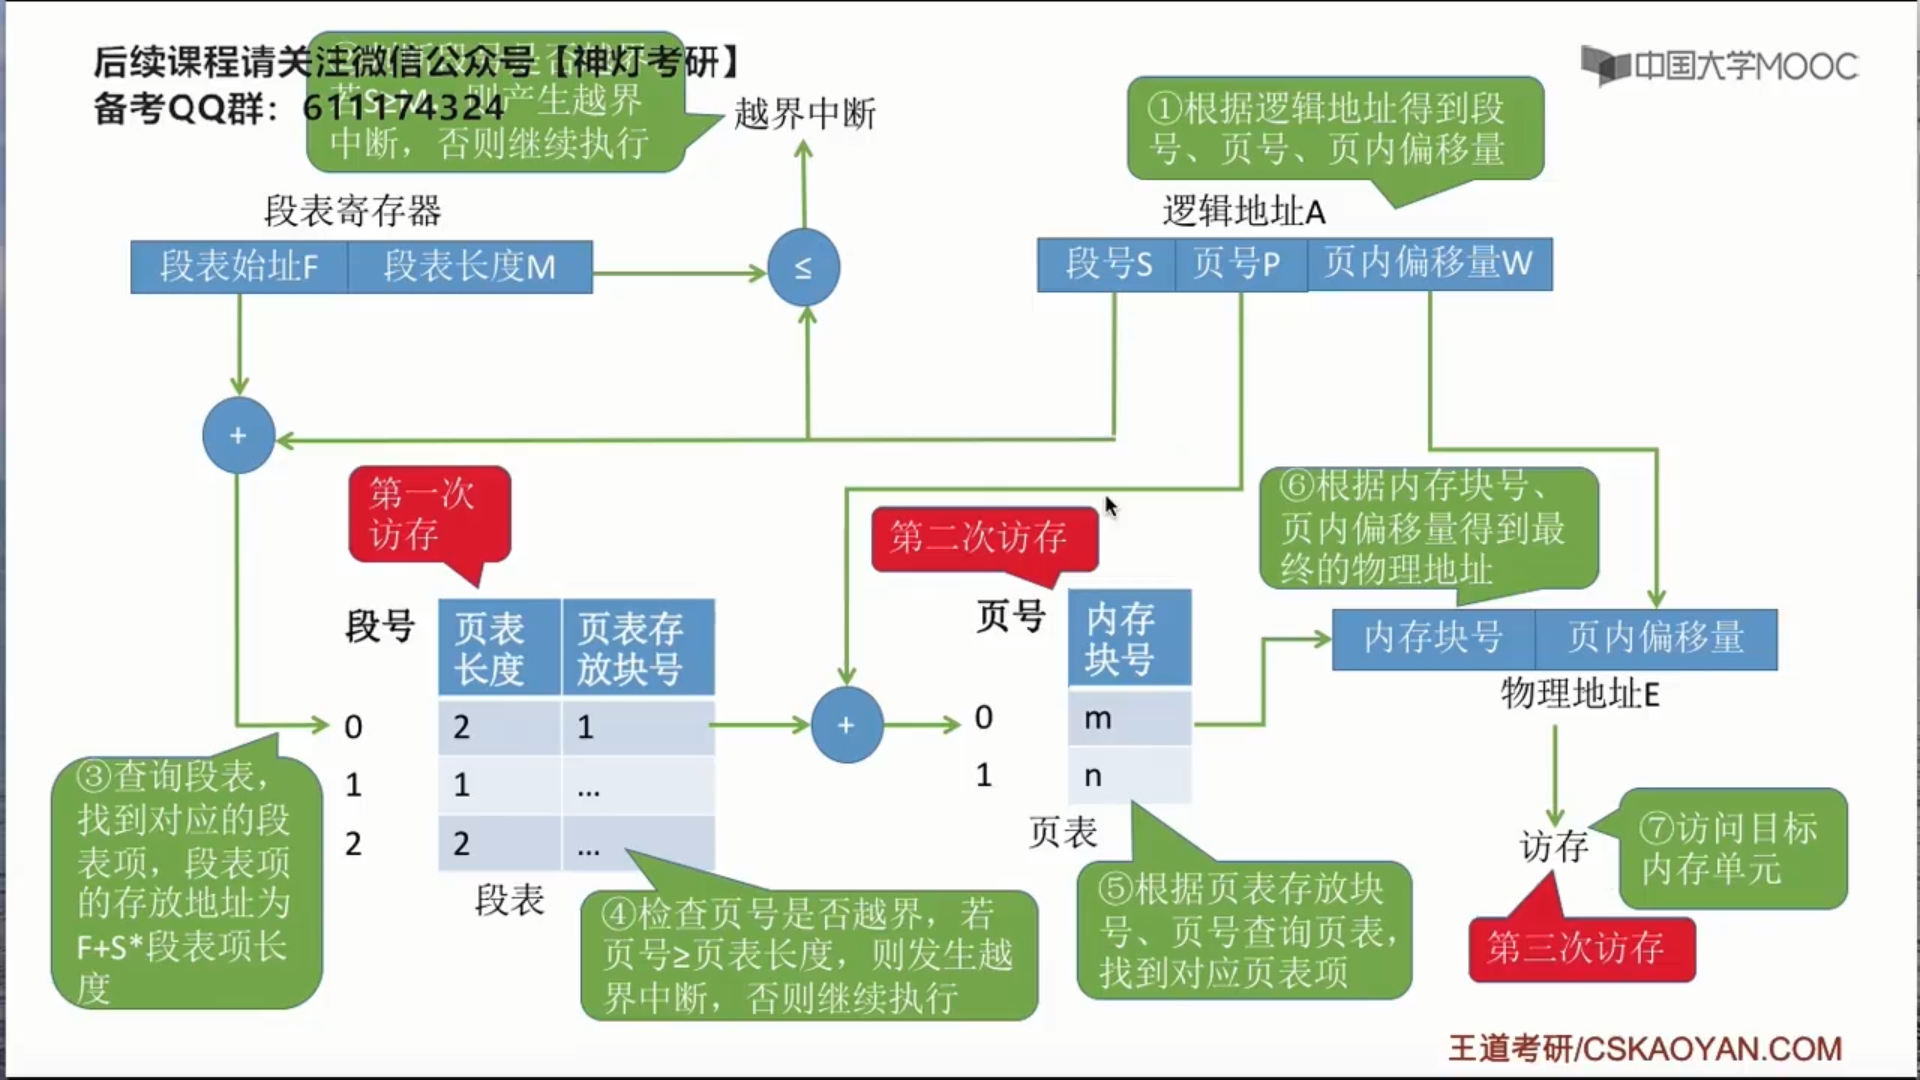 后续课程请关注微信公众号【神灯考研】
备考QQ群：611174324
中国大学MOOC
段号是否越界
若S≥M，则产生越界
中断，否则继续执行
越界中断
①根据逻辑地址得到段
号、页号、页内偏移量
段表寄存器
段表始址F 段表长度M
≤
逻辑地址A
段号S 页号P 页内偏移量W
+
第一次
访存
第二次访存
⑥根据内存块号、
页内偏移量得到最
终的物理地址
段号 页表长度 页表存放块号
0 2 1
1 1 ...
2 2 ...
段表
+
页号 内存块号
0 m
1 n
页表
内存块号 页内偏移量
物理地址E
访存
③查询段表，
找到对应的段
表项，段表项
的存放地址为
F+S*段表项长
度
④检查页号是否越界，若
页号≥页表长度，则发生越
界中断，否则继续执行
⑤根据页表存放块
号、页号查询页表，
找到对应页表项
⑦访问目标
内存单元
第三次访存
王道考研/CSKAOYAN.COM